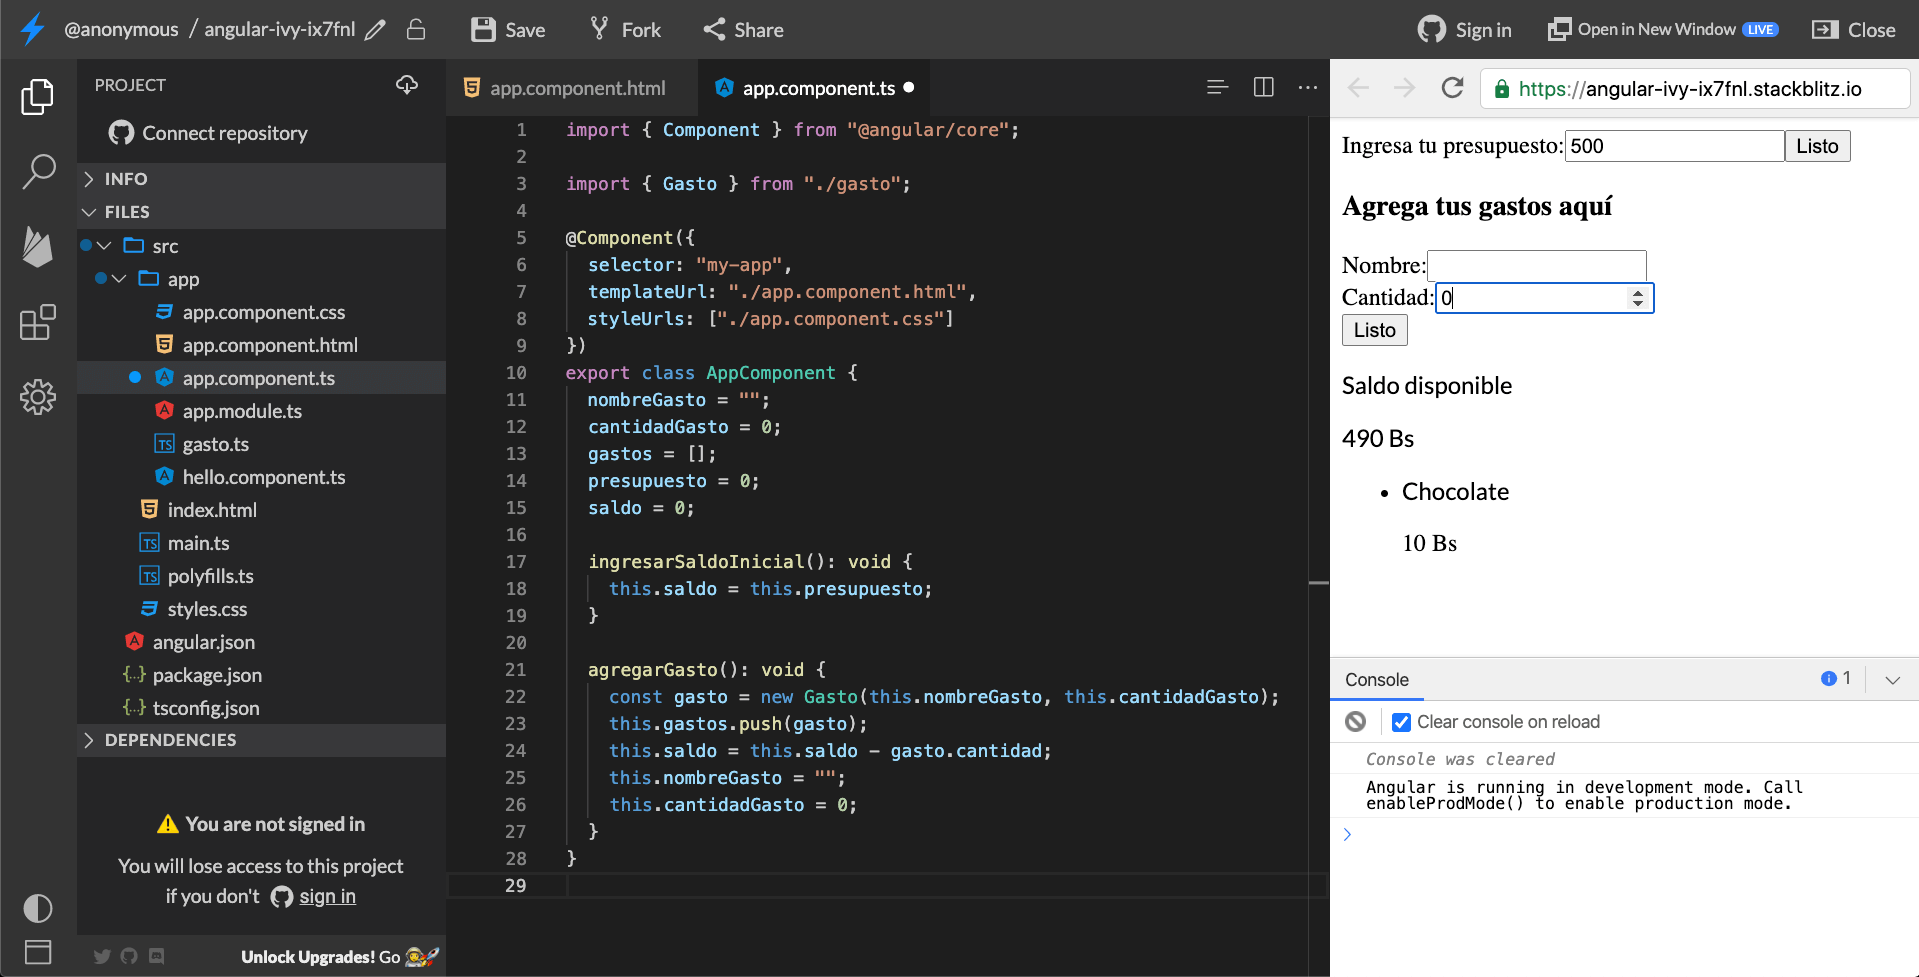 @anonymous / angular-ivy-ix7fnl
Save
Fork
Share
Sign in
Open in New Window LIVE
Close
PROJECT
Connect repository
INFO
FILES
src
app
app.component.css
app.component.html
app.component.ts
app.module.ts
TS gasto.ts
hello.component.ts
index.html
TS main.ts
TS polyfills.ts
styles.css
angular.json
{..} package.json
{..} tsconfig.json
DEPENDENCIES
You are not signed in
You will lose access to this project
if you don't sign in
Unlock Upgrades! Go
app.component.html
app.component.ts
1 import { Component } from "@angular/core";
2
3 import { Gasto } from "./gasto";
4
5 @Component({
6 selector: "my-app",
7 templateUrl: "./app.component.html",
8 styleUrls: ["./app.component.css"]
9 })
10 export class AppComponent {
11 nombreGasto = "";
12 cantidadGasto = 0;
13 gastos = [];
14 presupuesto = 0;
15 saldo = 0;
16
17 ingresarSaldoInicial(): void {
18 this.saldo = this.presupuesto;
19 }
20
21 agregarGasto(): void {
22 const gasto = new Gasto(this.nombreGasto, this.cantidadGasto);
23 this.gastos.push(gasto);
24 this.saldo = this.saldo - gasto.cantidad;
25 this.nombreGasto = "";
26 this.cantidadGasto = 0;
27 }
28 }
29
https://angular-ivy-ix7fnl.stackblitz.io
Ingresa tu presupuesto: 500 Listo
Agrega tus gastos aquí
Nombre:
Cantidad: 0
Listo
Saldo disponible
490 Bs
• Chocolate
10 Bs
Console
1
Clear console on reload
Console was cleared
Angular is running in development mode. Call
enableProdMode() to enable production mode.